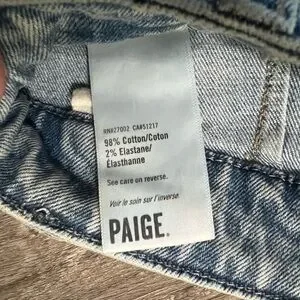 RN#27002 CA#51217
98% Cotton/Coton
2% Elastane/
Élasthanne
See care on reverse.
Voir le soin sur l'inverse.
PAIGE.